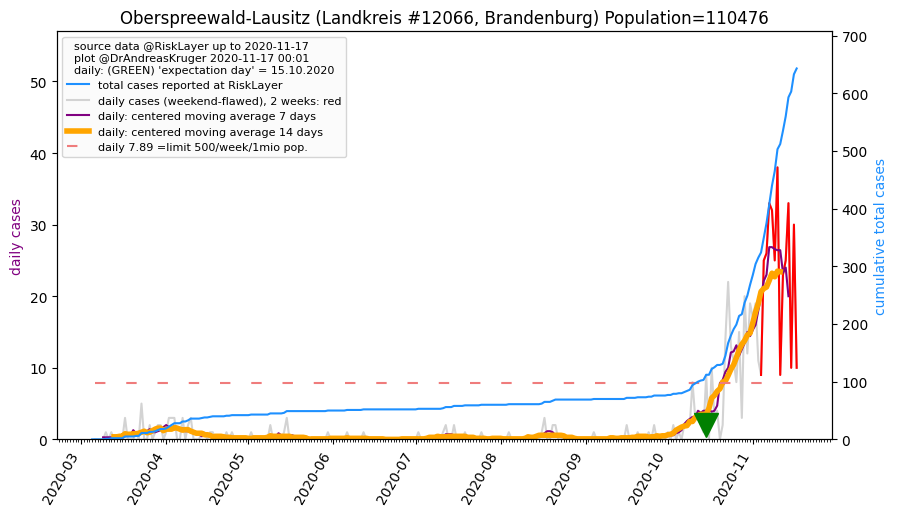 Oberspreewald-Lausitz (Landkreis #12066, Brandenburg) Population=110476
source data @RiskLayer up to 2020-11-17
plot @DrAndreasKruger 2020-11-17 00:01
daily: (GREEN) 'expectation day' = 15.10.2020
total cases reported at RiskLayer
daily cases (weekend-flawed), 2 weeks: red
daily: centered moving average 7 days
daily: centered moving average 14 days
daily 7.89 =limit 500/week/1mio pop.
daily cases
50
40
30
20
10
0
700
600
500
400
300
200
100
0
cumulative total cases
2020-03
2020-04
2020-05
2020-06
2020-07
2020-08
2020-09
2020-10
2020-11